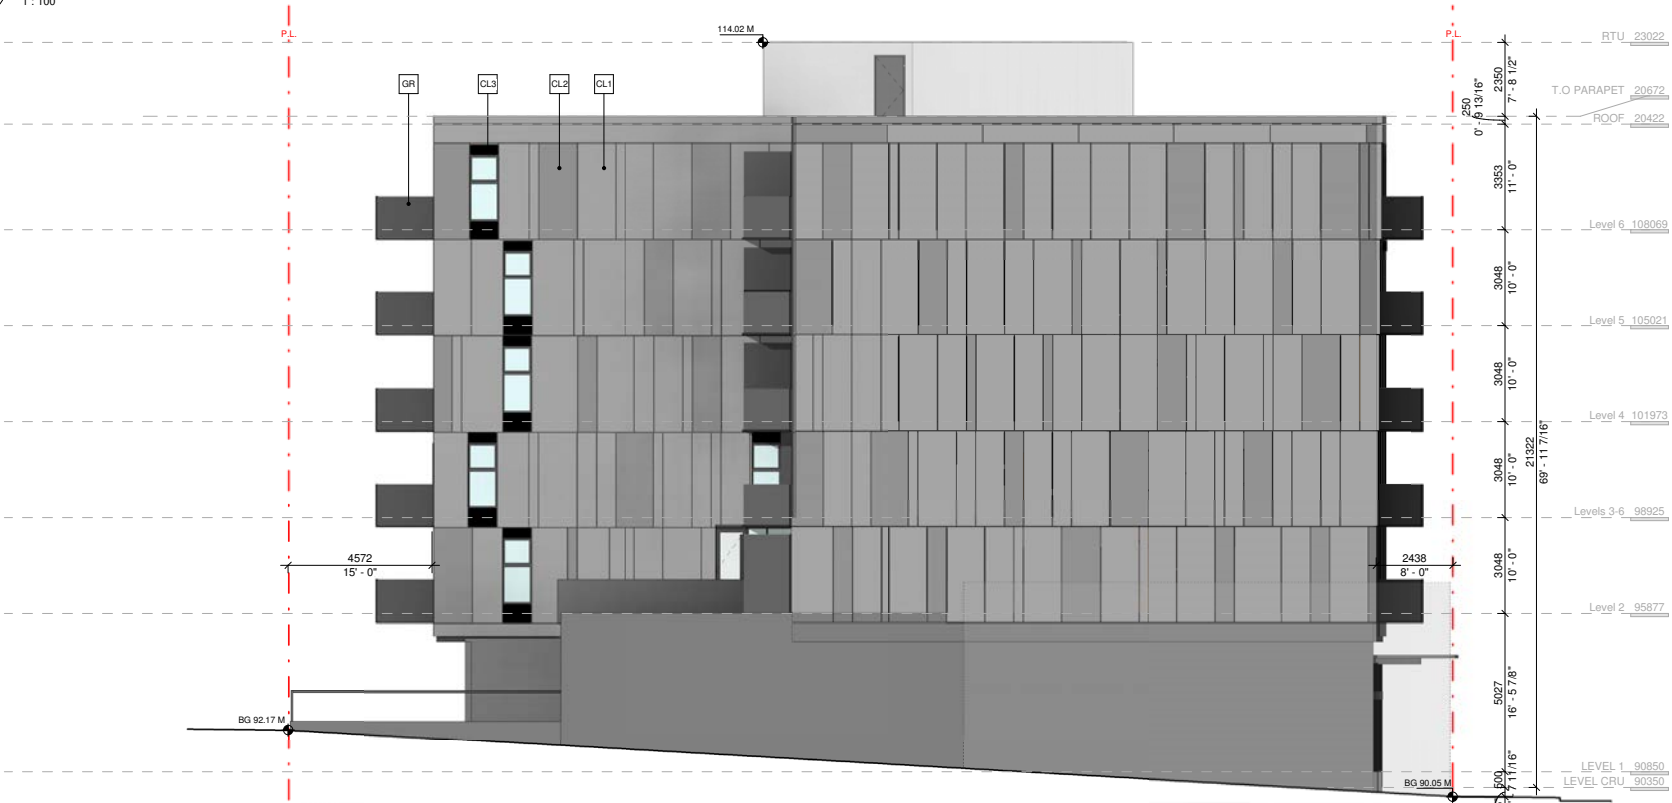 1 : 100
P.L.
114.02 M
P.L.
RTU 23022
GR
CL3
CL2
CL1
2350
7' - 8 1/2"
T.O PARAPET 20672
250
0' - 9 13/16"
ROOF 20422
3353
11' - 0"
Level 6 108069
3048
10' - 0"
Level 5 105021
3048
10' - 0"
Level 4 101973
21322
69' - 11 7/16"
3048
10' - 0"
Levels 3-6 98925
4572
15' - 0"
2438
8' - 0"
3048
10' - 0"
Level 2 95877
5027
16' - 5 7/8"
BG 92.17 M
LEVEL 1 90850
BG 90.05 M
500
7 11/16"
LEVEL CRU 90350